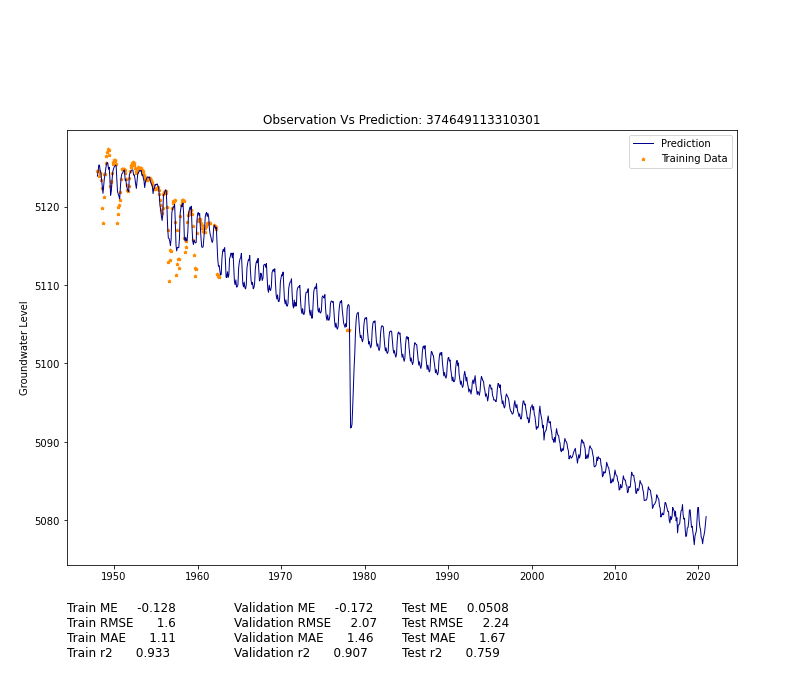 Observation Vs Prediction: 374649113310301
Prediction
Training Data
Groundwater Level
5120
5110
5100
5090
5080
1950 1960 1970 1980 1990 2000 2010 2020
Train ME -0.128 Validation ME -0.172 Test ME 0.0508
Train RMSE 1.6 Validation RMSE 2.07 Test RMSE 2.24
Train MAE 1.11 Validation MAE 1.46 Test MAE 1.67
Train r2 0.933 Validation r2 0.907 Test r2 0.759